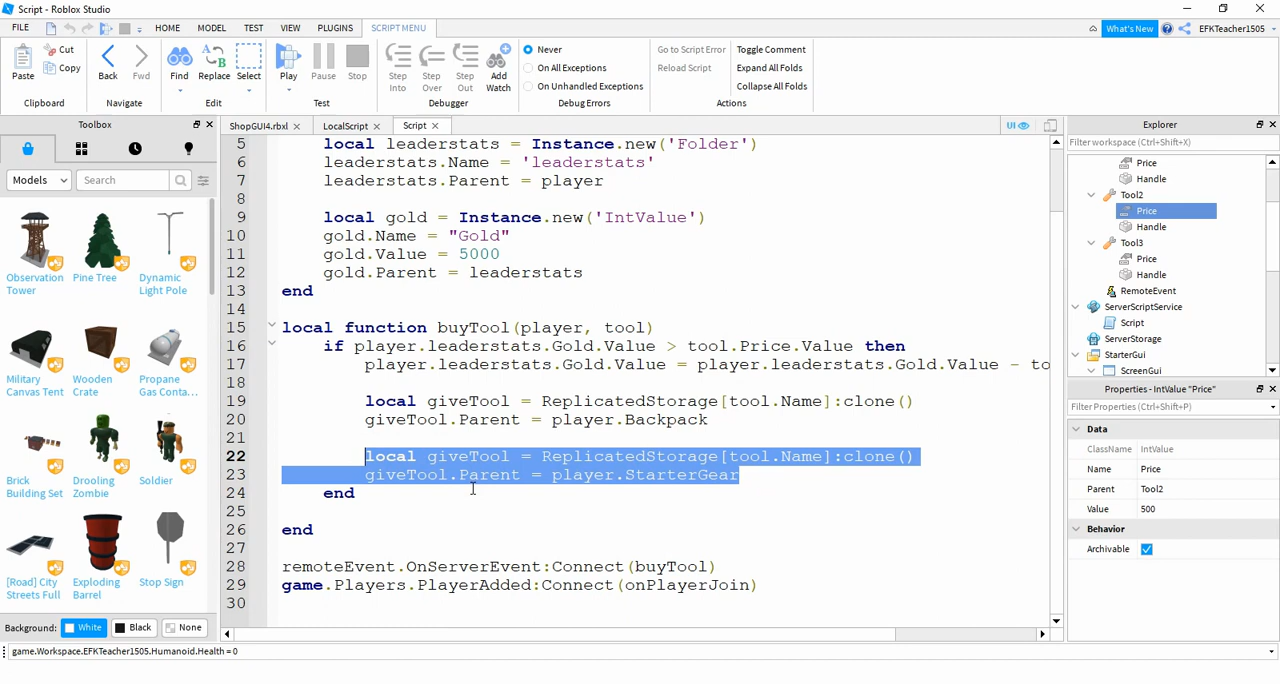 Script - Roblox Studio
FILE HOME MODEL TEST VIEW PLUGINS SCRIPT MENU What's New EFKTeacher1505
Paste Cut Copy Clipboard
Back Fwd Navigate
Find Replace Select Edit
Play Pause Stop Test
Step Into Step Over Step Out Add Watch Debugger
Never
On All Exceptions
On Unhandled Exceptions
Debug Errors
Go to Script Error Toggle Comment
Reload Script Expand All Folds
Collapse All Folds
Actions
Toolbox
Models Search
Observation Tower
Pine Tree
Dynamic Light Pole
Military Canvas Tent
Wooden Crate
Propane Gas Conta...
Brick Building Set
Drooling Zombie
Soldier
[Road] City Streets Full
Exploding Barrel
Stop Sign
Background: White Black None
ShopGUI4.rbxl LocalScript Script UI
5 local leaderstats = Instance.new('Folder')
6 leaderstats.Name = 'leaderstats'
7 leaderstats.Parent = player
8
9 local gold = Instance.new('IntValue')
10 gold.Name = "Gold"
11 gold.Value = 5000
12 gold.Parent = leaderstats
13 end
14
15 local function buyTool(player, tool)
16 if player.leaderstats.Gold.Value > tool.Price.Value then
17 player.leaderstats.Gold.Value = player.leaderstats.Gold.Value - to
18
19 local giveTool = ReplicatedStorage[tool.Name]:clone()
20 giveTool.Parent = player.Backpack
21
22 local giveTool = ReplicatedStorage[tool.Name]:clone()
23 giveTool.Parent = player.StarterGear
24 end
25
26 end
27
28 remoteEvent.OnServerEvent:Connect(buyTool)
29 game.Players.PlayerAdded:Connect(onPlayerJoin)
30
Explorer
Filter workspace (Ctrl+Shift+X)
Price
Handle
Tool2
Price
Handle
Tool3
Price
Handle
RemoteEvent
ServerScriptService
Script
ServerStorage
StarterGui
ScreenGui
Properties - IntValue "Price"
Filter Properties (Ctrl+Shift+P)
Data
ClassName IntValue
Name Price
Parent Tool2
Value 500
Behavior
Archivable
game.Workspace.EFKTeacher1505.Humanoid.Health = 0